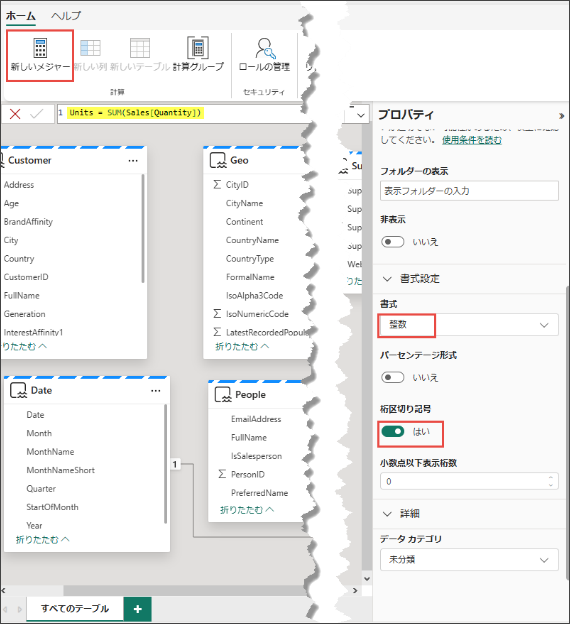 ホーム ヘルプ
新しいメジャー
新しい列
新しいテーブル
計算グループ
ロールの管理
計算
セキュリティ
1 Units = SUM(Sales[Quantity])
Customer
Address
Age
BrandAffinity
City
Country
CustomerID
FullName
Generation
InterestAffinity1
折りたたむ
Geo
CityID
CityName
Continent
CountryName
CountryType
FormalName
IsoAlpha3Code
IsoNumericCode
LatestRecordedPopul
折りたたむ
Su
Sup
Sup
Sup
Sup
Web
Date
Date
Month
MonthName
MonthNameShort
Quarter
StartOfMonth
Year
折りたたむ
1
People
EmailAddress
FullName
IsSalesperson
PersonID
PreferredName
折りたたむ
すべてのテーブル
プロパティ
してください。 使用条件を読む
フォルダーの表示
表示フォルダーの入力
非表示
いいえ
書式設定
書式
整数
パーセンテージ形式
いいえ
桁区切り記号
はい
小数点以下表示桁数
0
詳細
データ カテゴリ
未分類